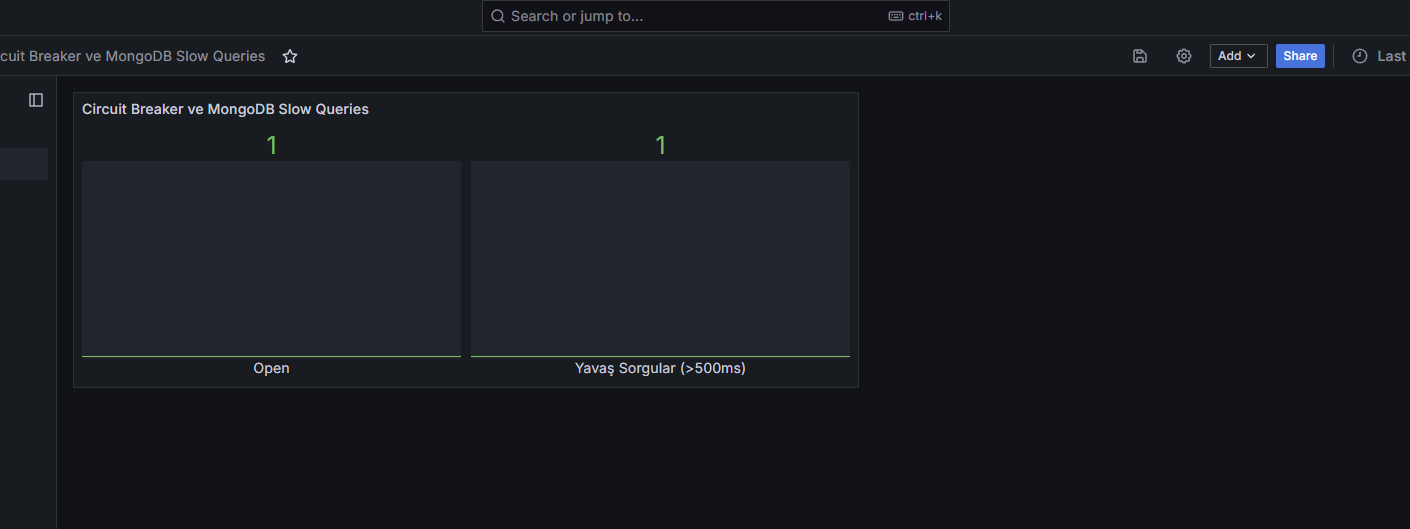 Search or jump to...
ctrl+k
cuit Breaker ve MongoDB Slow Queries
Add
Share
Last
Circuit Breaker ve MongoDB Slow Queries
1
1
Open
Yavaş Sorgular (>500ms)